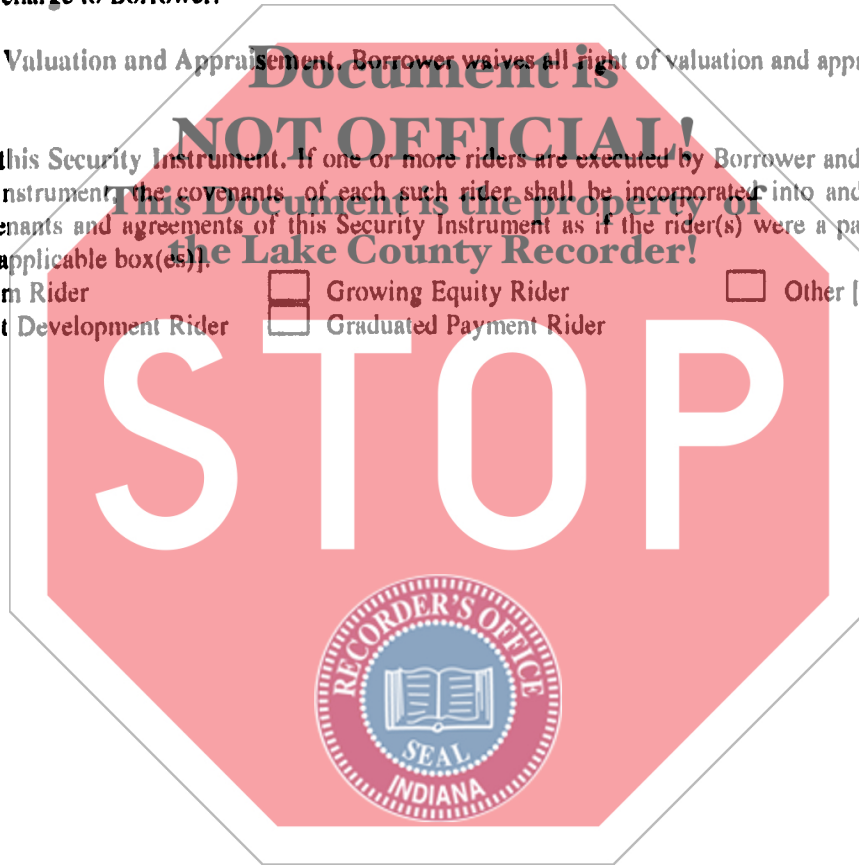 charge to Borrower.
Valuation and Appraisement. Borrower waives all right of valuation and appr
Document is
NOT OFFICIAL!
this Security Instrument. If one or more riders are executed by Borrower and
nstrument, the covenants of each such rider shall be incorporated into and
This Document is the property of
enants and agreements of this Security Instrument as if the rider(s) were a pa
the Lake County Recorder!
applicable box(es)].
m Rider Growing Equity Rider Other [
t Development Rider Graduated Payment Rider
STOP
RECORDER'S OFFICE
SEAL
INDIANA